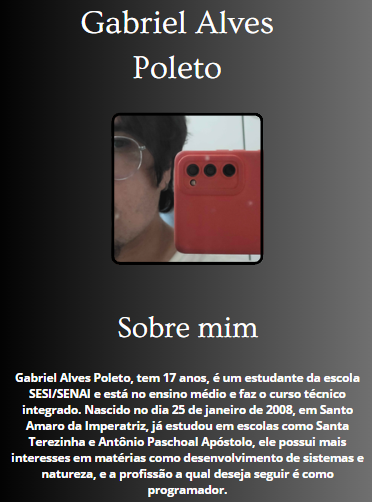 Gabriel Alves
Poleto
Sobre mim
Gabriel Alves Poleto, tem 17 anos, é um estudante da escola
SESI/SENAI e está no ensino médio e faz o curso técnico
integrado. Nascido no dia 25 de janeiro de 2008, em Santo
Amaro da Imperatriz, já estudou em escolas como Santa
Terezinha e Antônio Paschoal Apóstolo, ele possui mais
interesses em matérias como desenvolvimento de sistemas e
natureza, e a profissão a qual deseja seguir é como
programador.